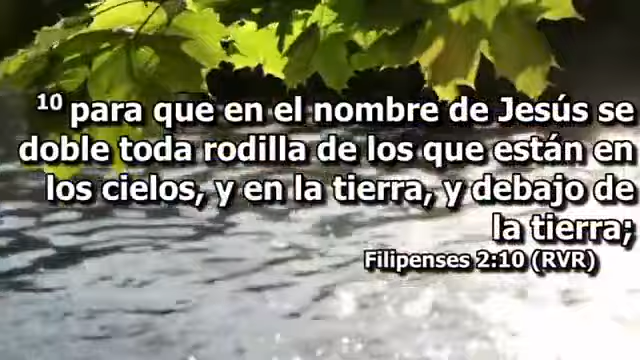 10 para que en el nombre de Jesús se
doble toda rodilla de los que están en
los cielos, y en la tierra, y debajo de
la tierra;
Filipenses 2:10 (RVR)